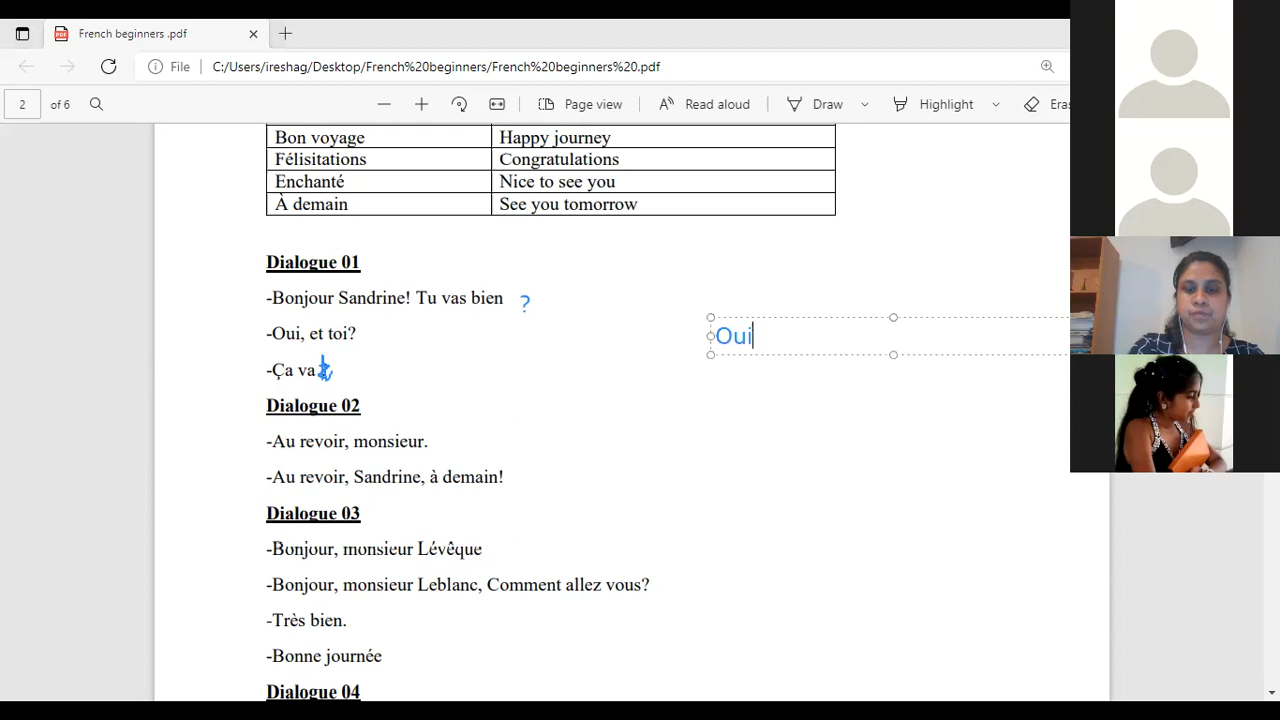 French beginners .pdf
File C:/Users/ireshag/Desktop/French%20beginners/French%20beginners%20.pdf
2 of 6 Page view Read aloud Draw Highlight Eras
Bon voyage Happy journey
Félisitations Congratulations
Enchanté Nice to see you
À demain See you tomorrow
Dialogue 01
-Bonjour Sandrine! Tu vas bien ?
-Oui, et toi?
Oui
-Ça va
Dialogue 02
-Au revoir, monsieur.
-Au revoir, Sandrine, à demain!
Dialogue 03
-Bonjour, monsieur Lévêque
-Bonjour, monsieur Leblanc, Comment allez vous?
-Très bien.
-Bonne journée
Dialogue 04